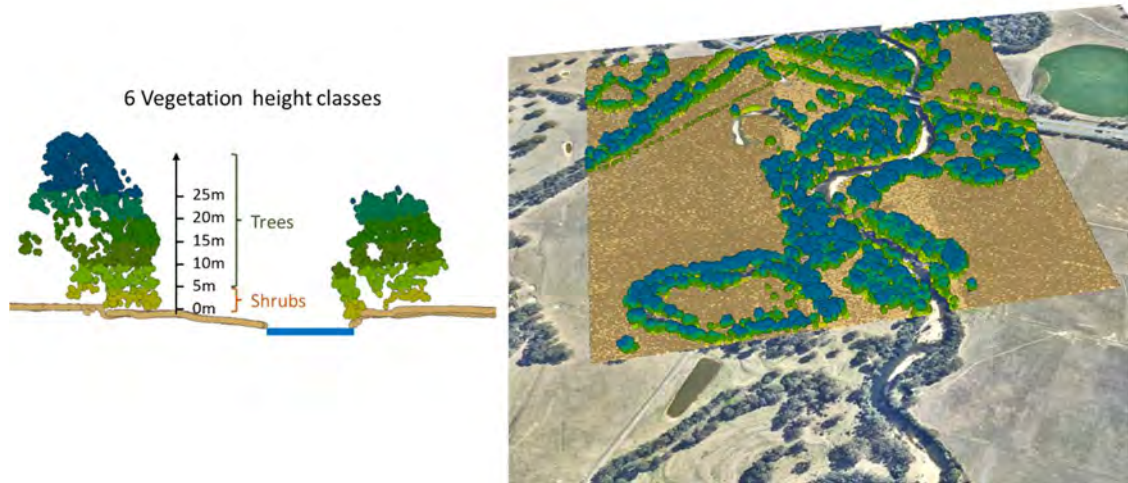 6 Vegetation height classes
25m
20m
15m
10m
5m
0m
Trees
Shrubs